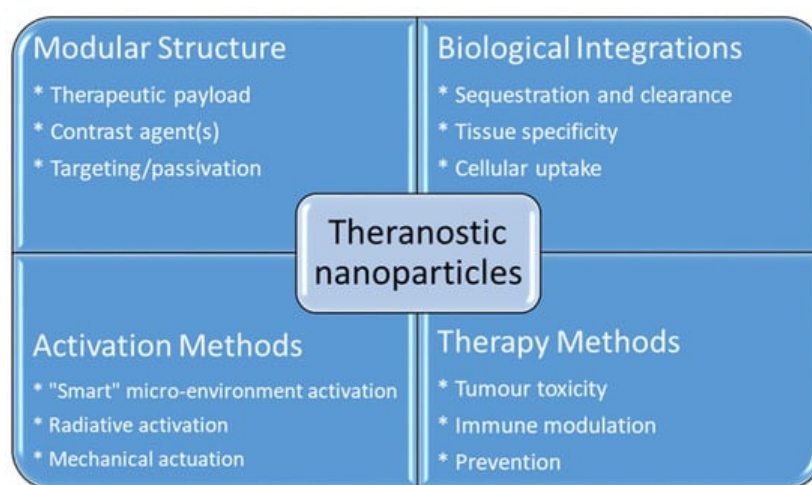 Modular Structure
* Therapeutic payload
* Contrast agent(s)
* Targeting/passivation
Biological Integrations
* Sequestration and clearance
* Tissue specificity
* Cellular uptake
Theranostic
nanoparticles
Activation Methods
* "Smart" micro-environment activation
* Radiative activation
* Mechanical actuation
Therapy Methods
* Tumour toxicity
* Immune modulation
* Prevention